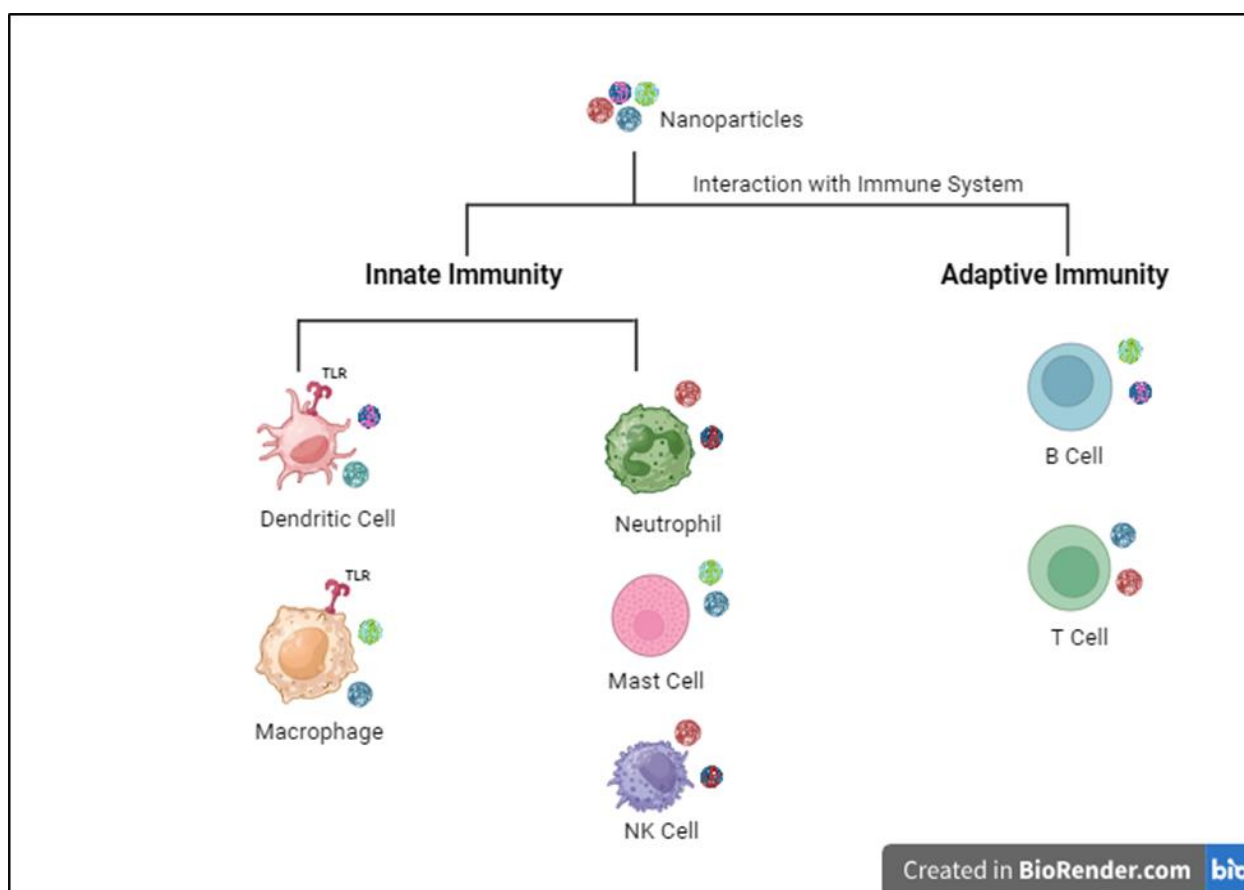 Nanoparticles
Interaction with Immune System
Innate Immunity
Adaptive Immunity
TLR
Dendritic Cell
Neutrophil
B Cell
TLR
Macrophage
Mast Cell
T Cell
NK Cell
Created in BioRender.com bio